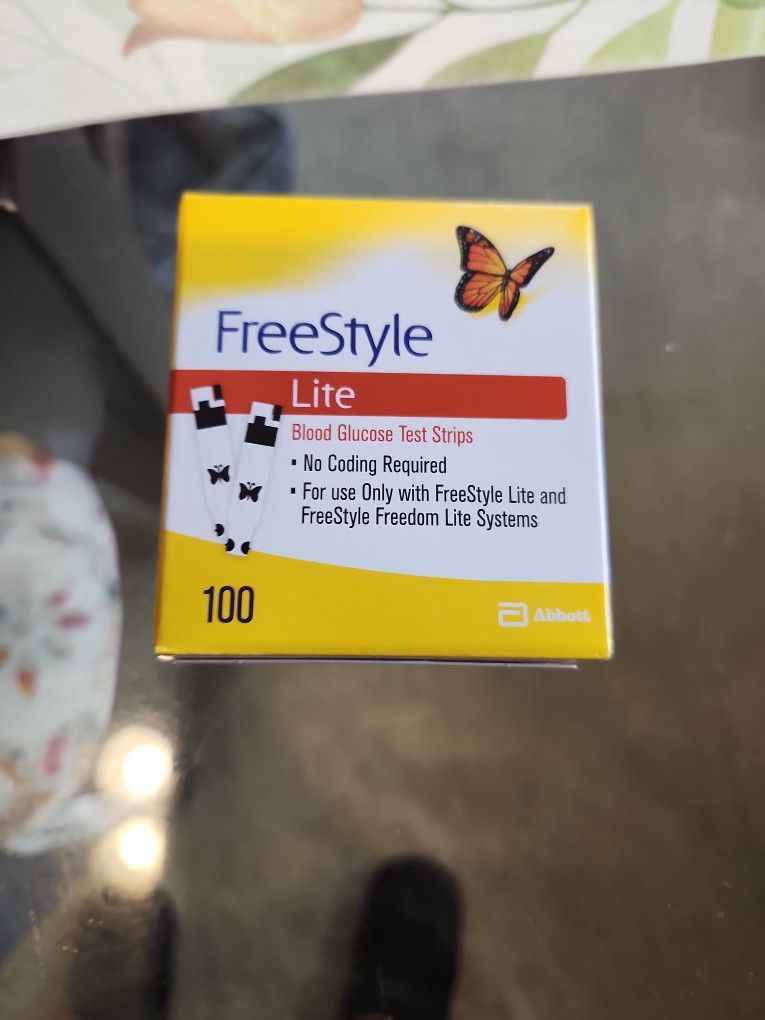 FreeStyle
Lite
Blood Glucose Test Strips
▪ No Coding Required
▪ For use Only with FreeStyle Lite and
FreeStyle Freedom Lite Systems
100
Abbott